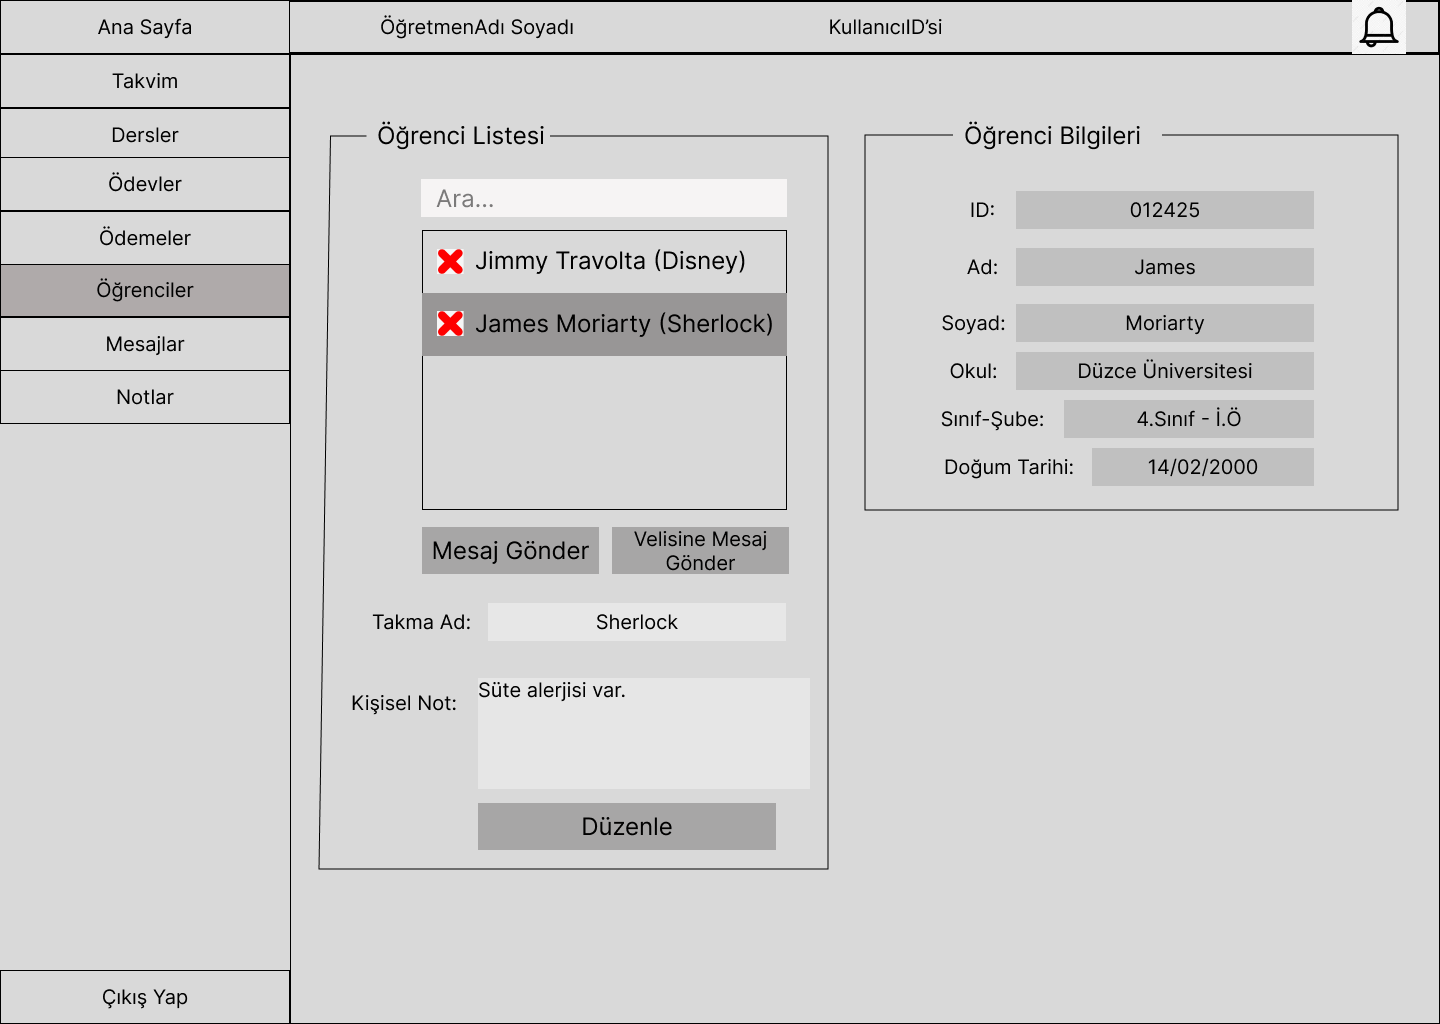 Ana Sayfa
ÖğretmenAdı Soyadı
KullanıcıID’si
Takvim
Dersler
Ödevler
Ödemeler
Öğrenciler
Mesajlar
Notlar
Çıkış Yap
Öğrenci Listesi
Ara...
Jimmy Travolta (Disney)
James Moriarty (Sherlock)
Mesaj Gönder
Velisine Mesaj
Gönder
Takma Ad: Sherlock
Kişisel Not: Süte alerjisi var.
Düzenle
Öğrenci Bilgileri
ID: 012425
Ad: James
Soyad: Moriarty
Okul: Düzce Üniversitesi
Sınıf-Şube: 4.Sınıf - İ.Ö
Doğum Tarihi: 14/02/2000